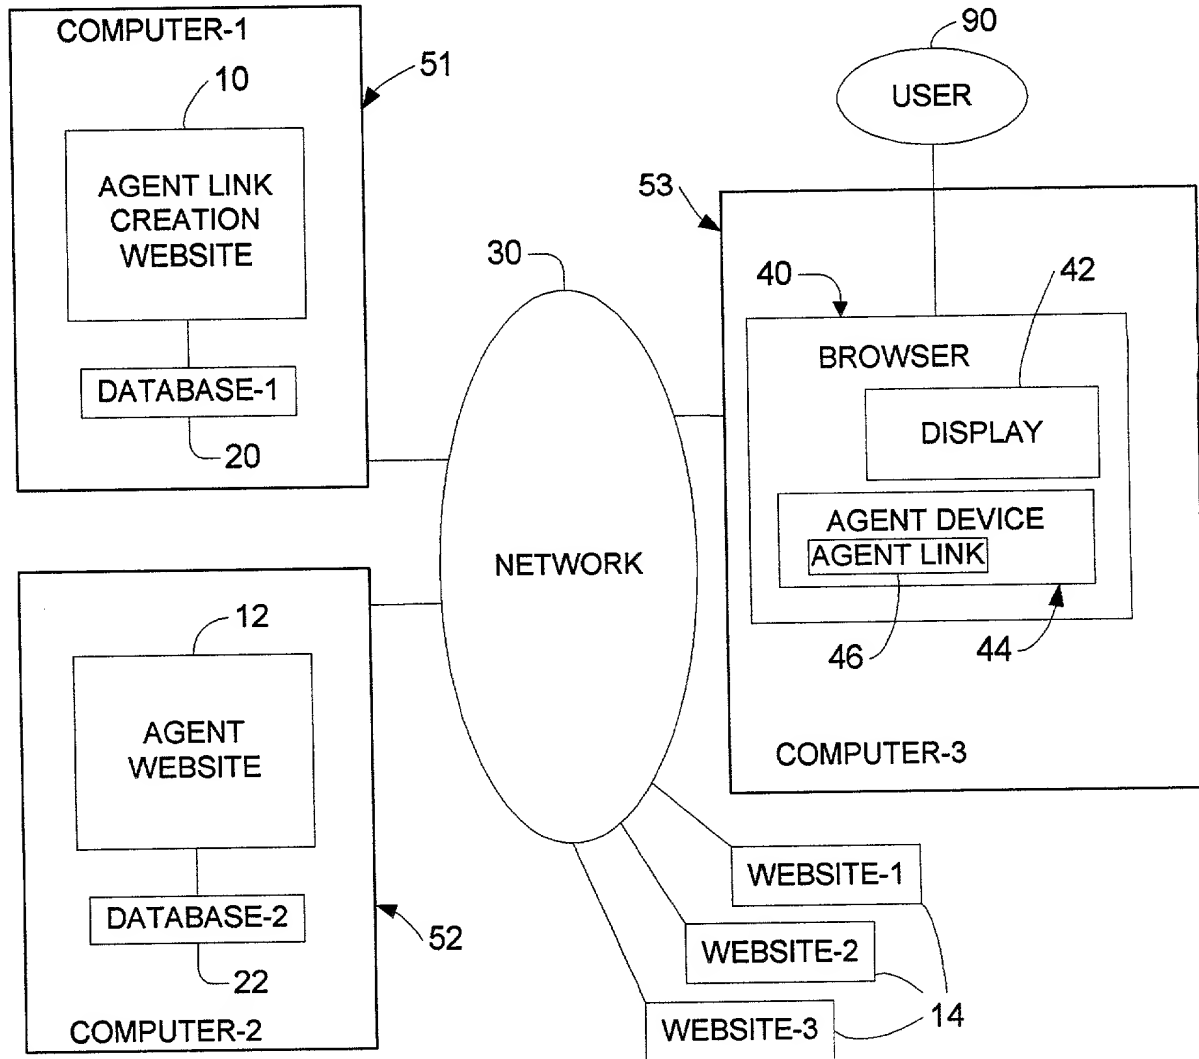 COMPUTER-1
10
51
AGENT LINK
CREATION
WEBSITE
DATABASE-1
20
90
USER
53
30
40
42
BROWSER
DISPLAY
AGENT DEVICE
AGENT LINK
46
44
COMPUTER-3
NETWORK
12
AGENT
WEBSITE
DATABASE-2
22
52
COMPUTER-2
WEBSITE-1
WEBSITE-2
WEBSITE-3
14